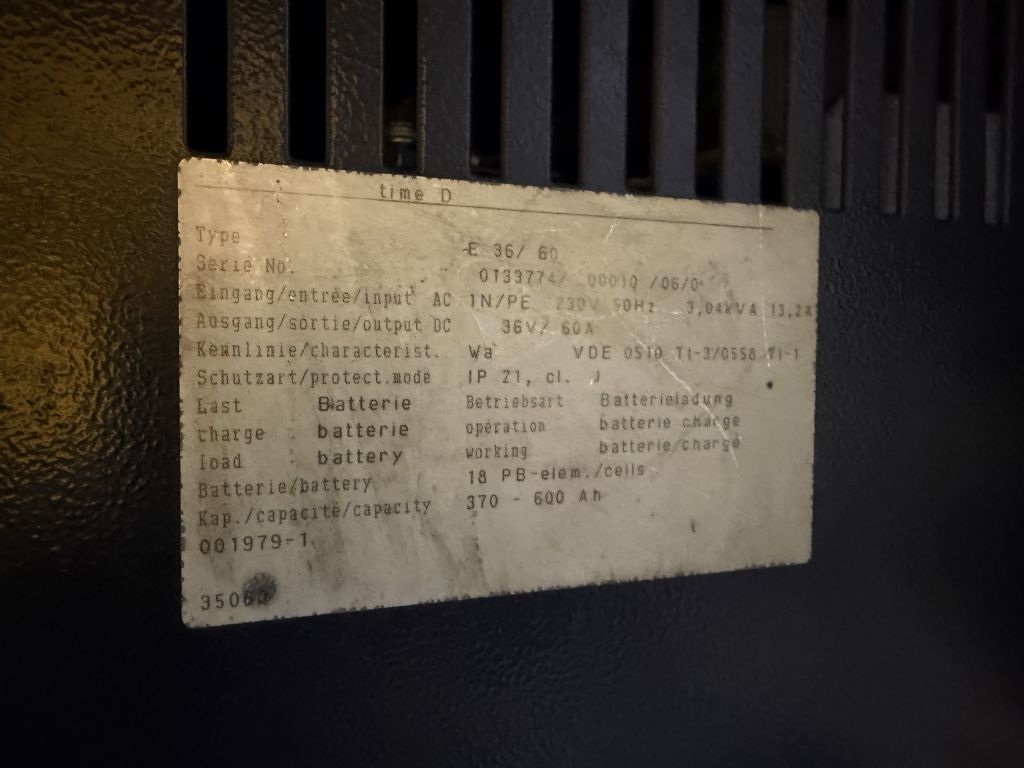 time D
Type E 36/ 60
Serie No. 0133774/ 00010 /06/0
Eingang/entrée/input AC 1N/PE 230V 50Hz 3,04kVA 13,2A
Ausgang/sortie/output DC 36V/ 60A
Kennlinie/characterist. Wa VDE 0510 T1-3/0558 T1-1
Schutzart/protect.mode IP 21, cl. I
Last Batterie Betriebsart Batterieladung
charge : batterie opération batterie charge
load : battery working batterie/charge
Batterie/battery 18 PB-elem./cells
Kap./capacité/capacity 370 - 600 Ah
001979-1
35060